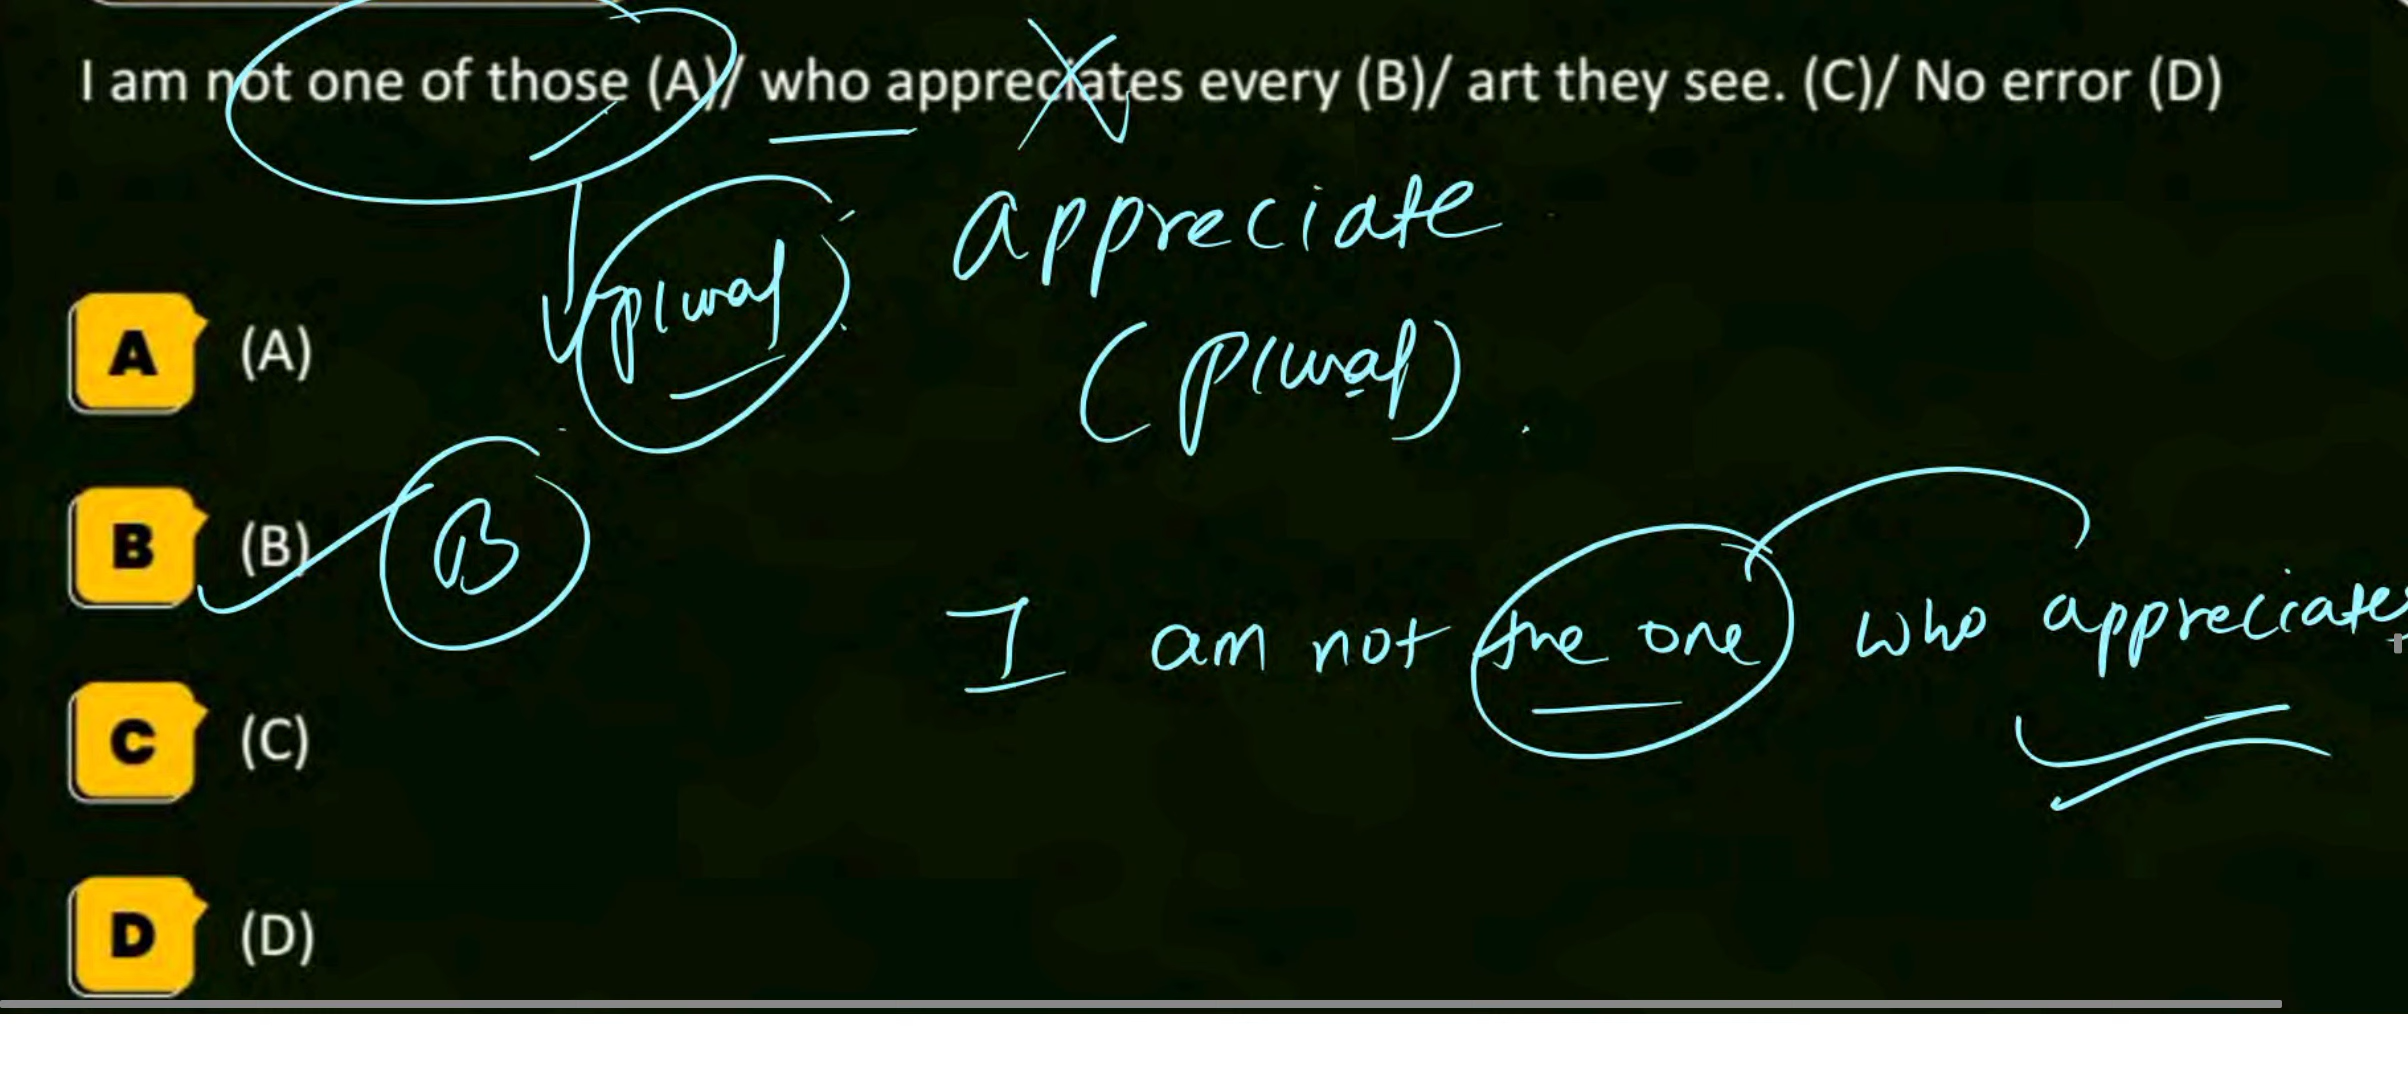 I am not one of those (A)/ who appreciates every (B)/ art they see. (C)/ No error (D)
appreciate
plural
(plural)
A (A)
B (B) B
I am not the one who appreciates
C (C)
D (D)